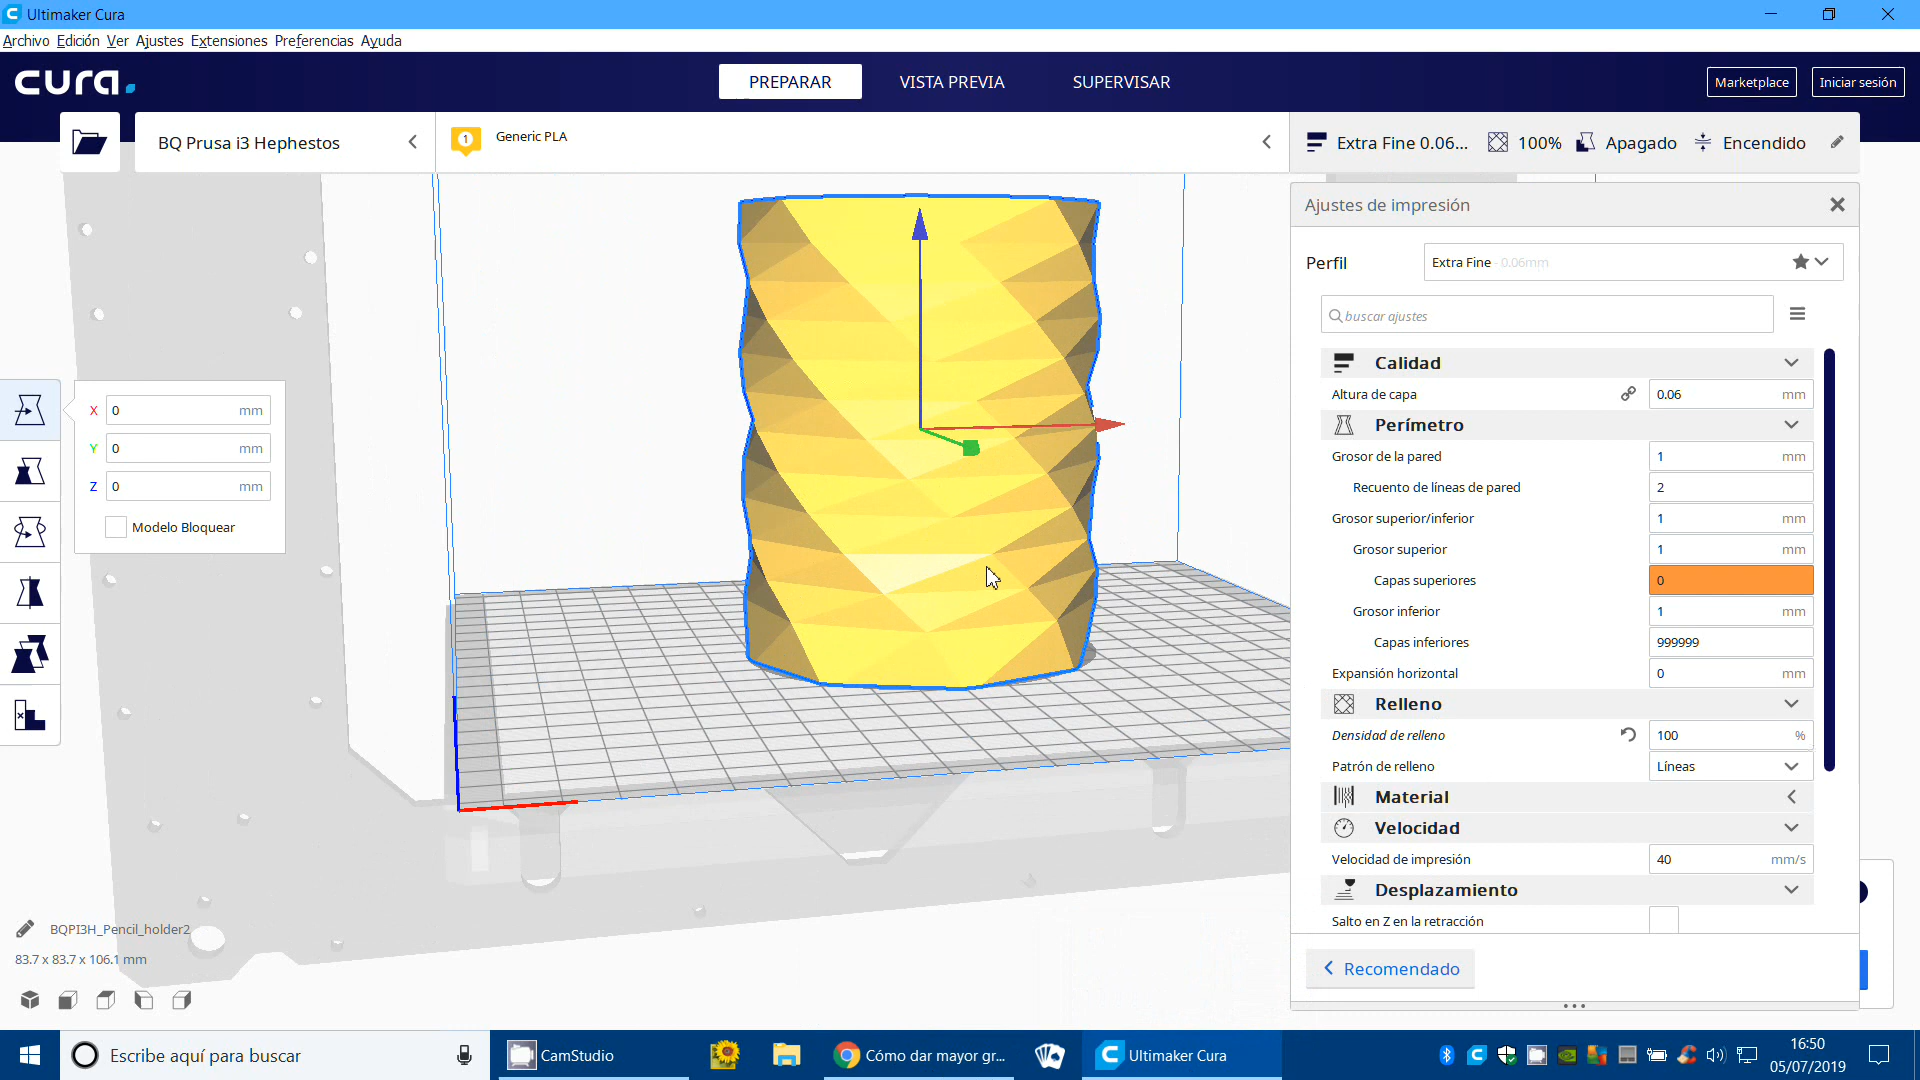 Ultimaker Cura
Archivo Edición Ver Ajustes Extensiones Preferencias Ayuda
cura.
PREPARAR
VISTA PREVIA
SUPERVISAR
Marketplace
Iniciar sesión
BQ Prusa i3 Hephestos
1
Generic PLA
Extra Fine 0.06...
100%
Apagado
Encendido
Ajustes de impresión
Perfil
Extra Fine - 0.06mm
buscar ajustes
Calidad
Altura de capa 0.06 mm
Perímetro
Grosor de la pared 1 mm
Recuento de líneas de pared 2
Grosor superior/inferior 1 mm
Grosor superior 1 mm
Capas superiores 0
Grosor inferior 1 mm
Capas inferiores 999999
Expansión horizontal 0 mm
Relleno
Densidad de relleno 100 %
Patrón de relleno Líneas
Material
Velocidad
Velocidad de impresión 40 mm/s
Desplazamiento
Salto en Z en la retracción
Recomendado
X 0 mm
Y 0 mm
Z 0 mm
Modelo Bloquear
BQPI3H_Pencil_holder2
83.7 x 83.7 x 106.1 mm
Escribe aquí para buscar
CamStudio
Cómo dar mayor gr...
Ultimaker Cura
16:50
05/07/2019